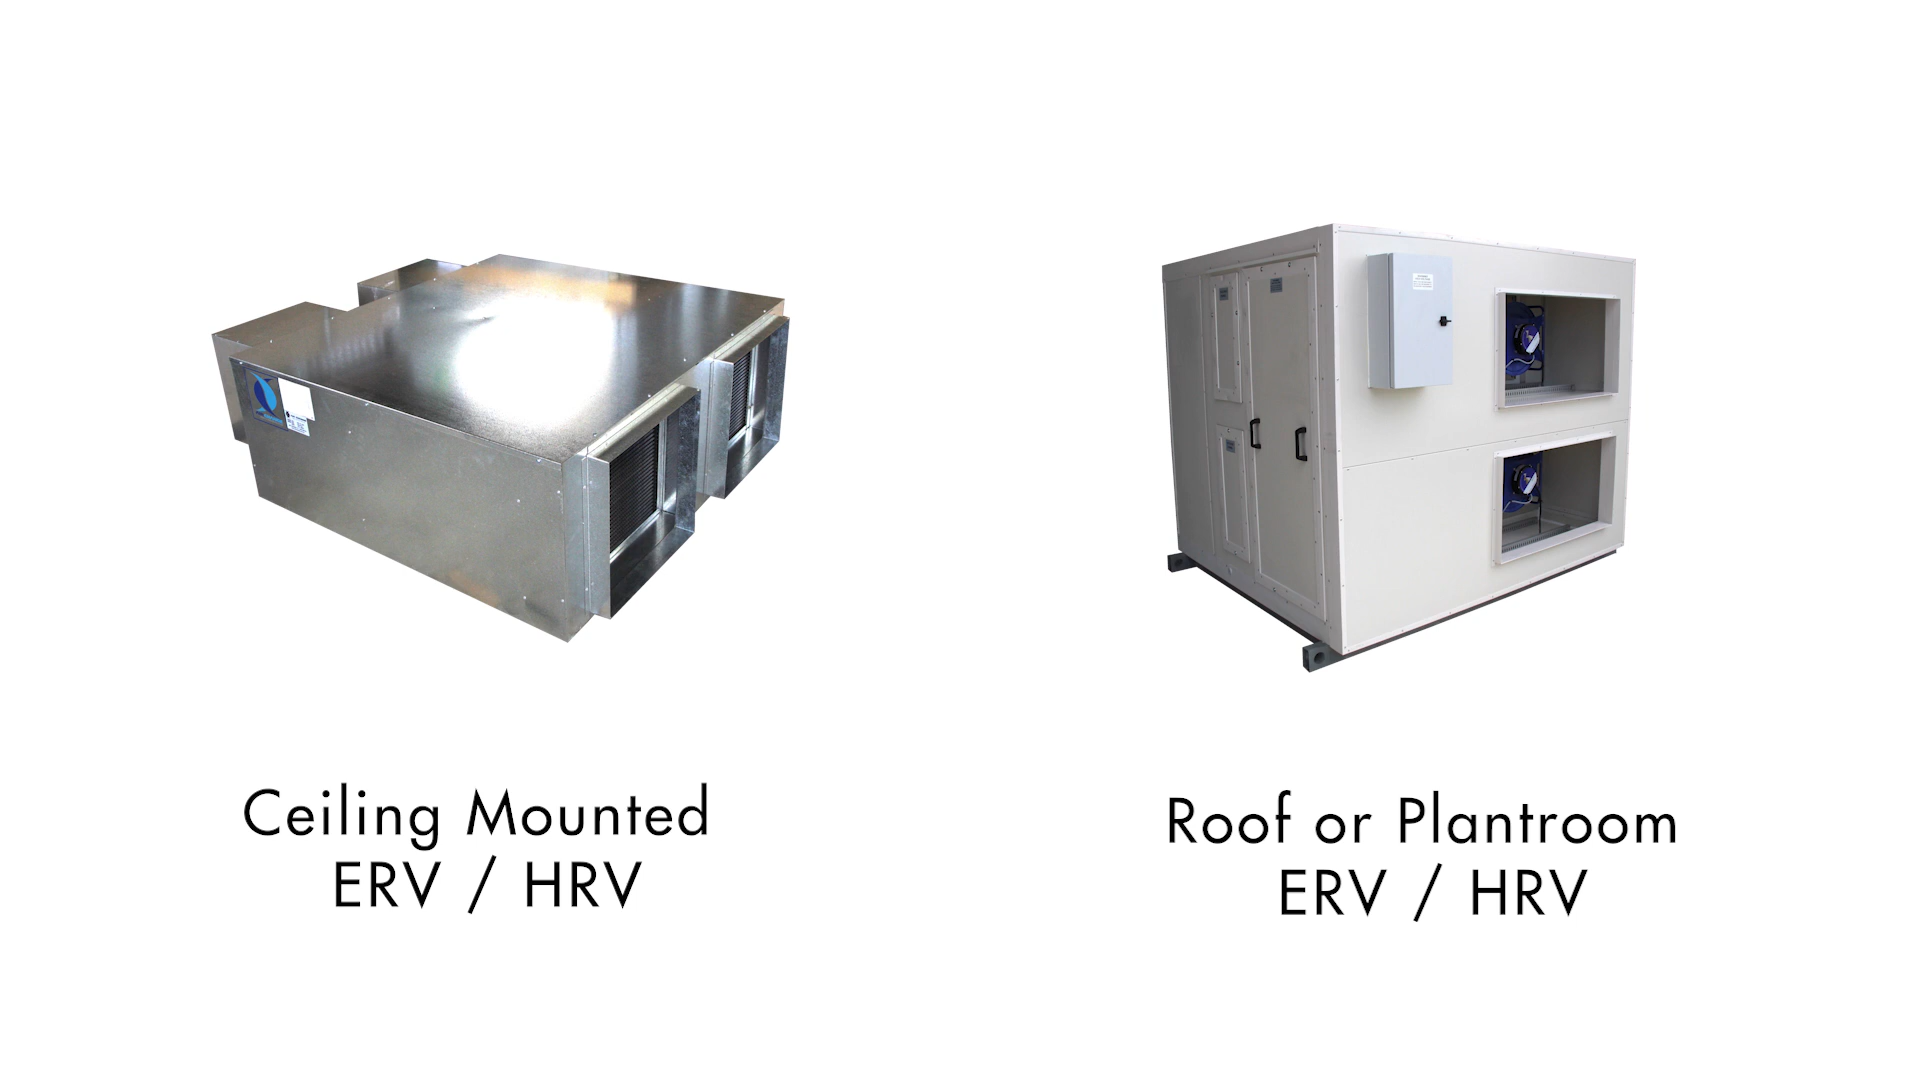 Ceiling Mounted
ERV / HRV
Roof or Plantroom
ERV / HRV